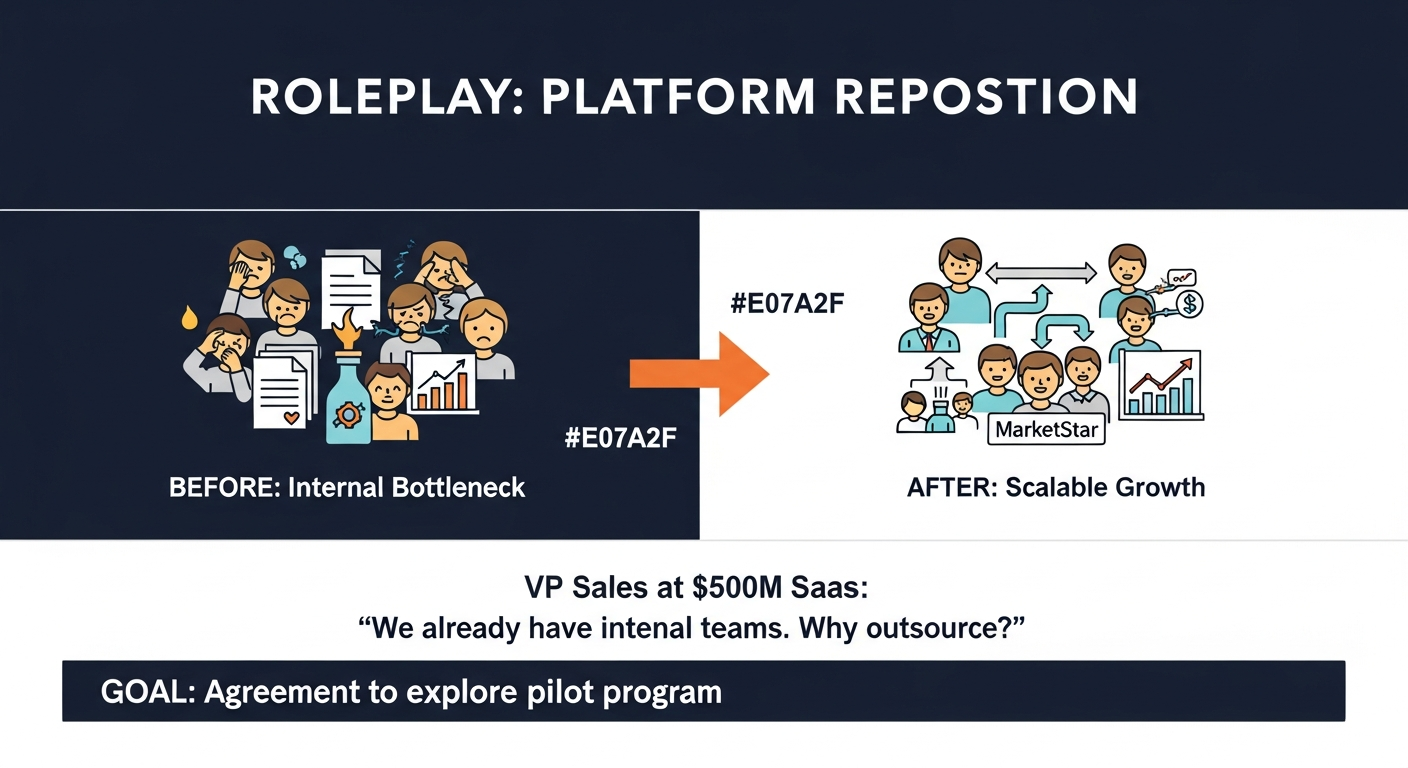 ROLEPLAY: PLATFORM REPOSTION
#E07A2F
#E07A2F
MarketStar
BEFORE: Internal Bottleneck
AFTER: Scalable Growth
VP Sales at $500M Saas:
“We already have intenal teams. Why outsource?”
GOAL: Agreement to explore pilot program